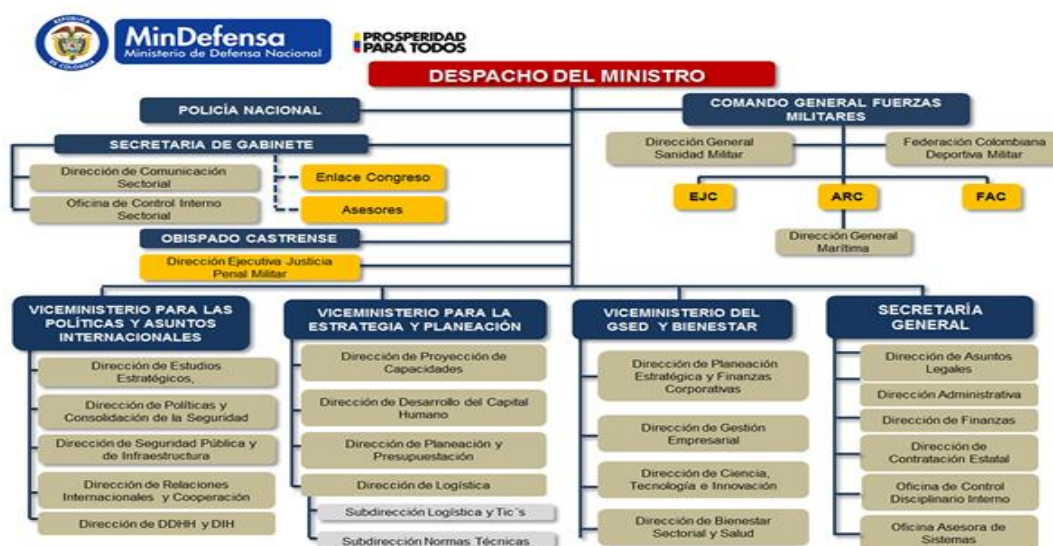 REPÚBLICA
DE COLOMBIA
MinDefensa
Ministerio de Defensa Nacional
PROSPERIDAD
PARA TODOS
DESPACHO DEL MINISTRO
POLICÍA NACIONAL
COMANDO GENERAL FUERZAS
MILITARES
SECRETARIA DE GABINETE
Dirección de Comunicación
Sectorial
Oficina de Control Interno
Sectorial
Enlace Congreso
Asesores
Dirección General
Sanidad Militar
Federación Colombiana
Deportiva Militar
EJC
ARC
FAC
Dirección General
Marítima
OBISPADO CASTRENSE
Dirección Ejecutiva Justicia
Penal Militar
VICEMINISTERIO PARA LAS
POLÍTICAS Y ASUNTOS
INTERNACIONALES
Dirección de Estudios
Estratégicos,
Dirección de Políticas y
Consolidación de la Seguridad
Dirección de Seguridad Pública y
de Infraestructura
Dirección de Relaciones
Internacionales y Cooperación
Dirección de DDHH y DIH
VICEMINISTERIO PARA LA
ESTRATEGIA Y PLANEACIÓN
Dirección de Proyección de
Capacidades
Dirección de Desarrollo del Capital
Humano
Dirección de Planeación y
Presupuestación
Dirección de Logística
Subdirección Logística y Tic´s
Subdirección Normas Técnicas
VICEMINISTERIO DEL
GSED Y BIENESTAR
Dirección de Planeación
Estratégica y Finanzas
Corporativas
Dirección de Gestión
Empresarial
Dirección de Ciencia,
Tecnología e Innovación
Dirección de Bienestar
Sectorial y Salud
SECRETARÍA
GENERAL
Dirección de Asuntos
Legales
Dirección Administrativa
Dirección de Finanzas
Dirección de
Contratación Estatal
Oficina de Control
Disciplinario Interno
Oficina Asesora de
Sistemas